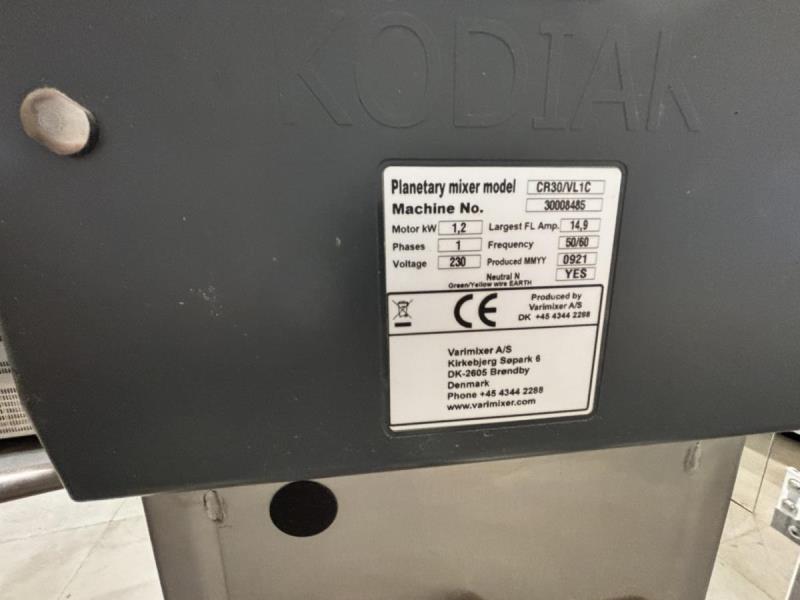 KODIAK
Planetary mixer model CR30/VL1C
Machine No. 30008485
Motor kW 1,2 Largest FL Amp. 14,9
Phases 1 Frequency 50/60
Voltage 230 Produced MMYY 0921
Neutral N YES
Green/Yellow wire EARTH
CE
Produced by
Varimixer A/S
DK +45 4344 2288
Varimixer A/S
Kirkebjerg Søpark 6
DK-2605 Brøndby
Denmark
Phone +45 4344 2288
www.varimixer.com